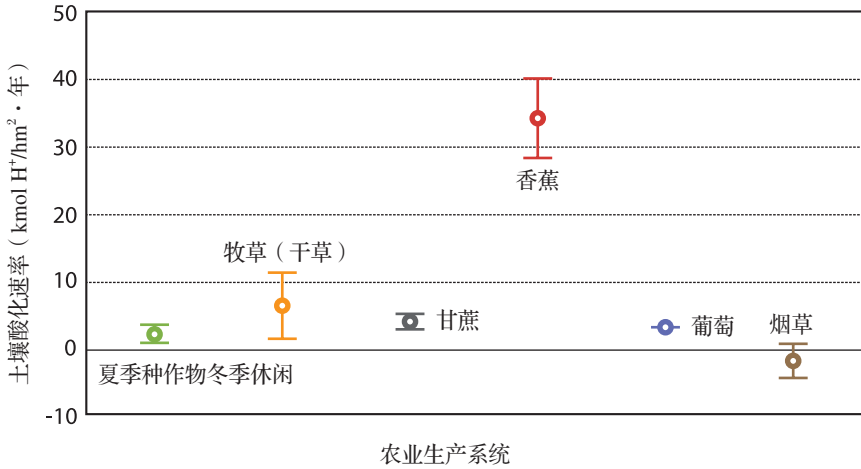 土壤酸化速率（kmol H⁺/hm²·年）
50
40
30
20
10
0
-10
香蕉
牧草（干草）
甘蔗
葡萄
烟草
夏季种作物冬季休闲
农业生产系统